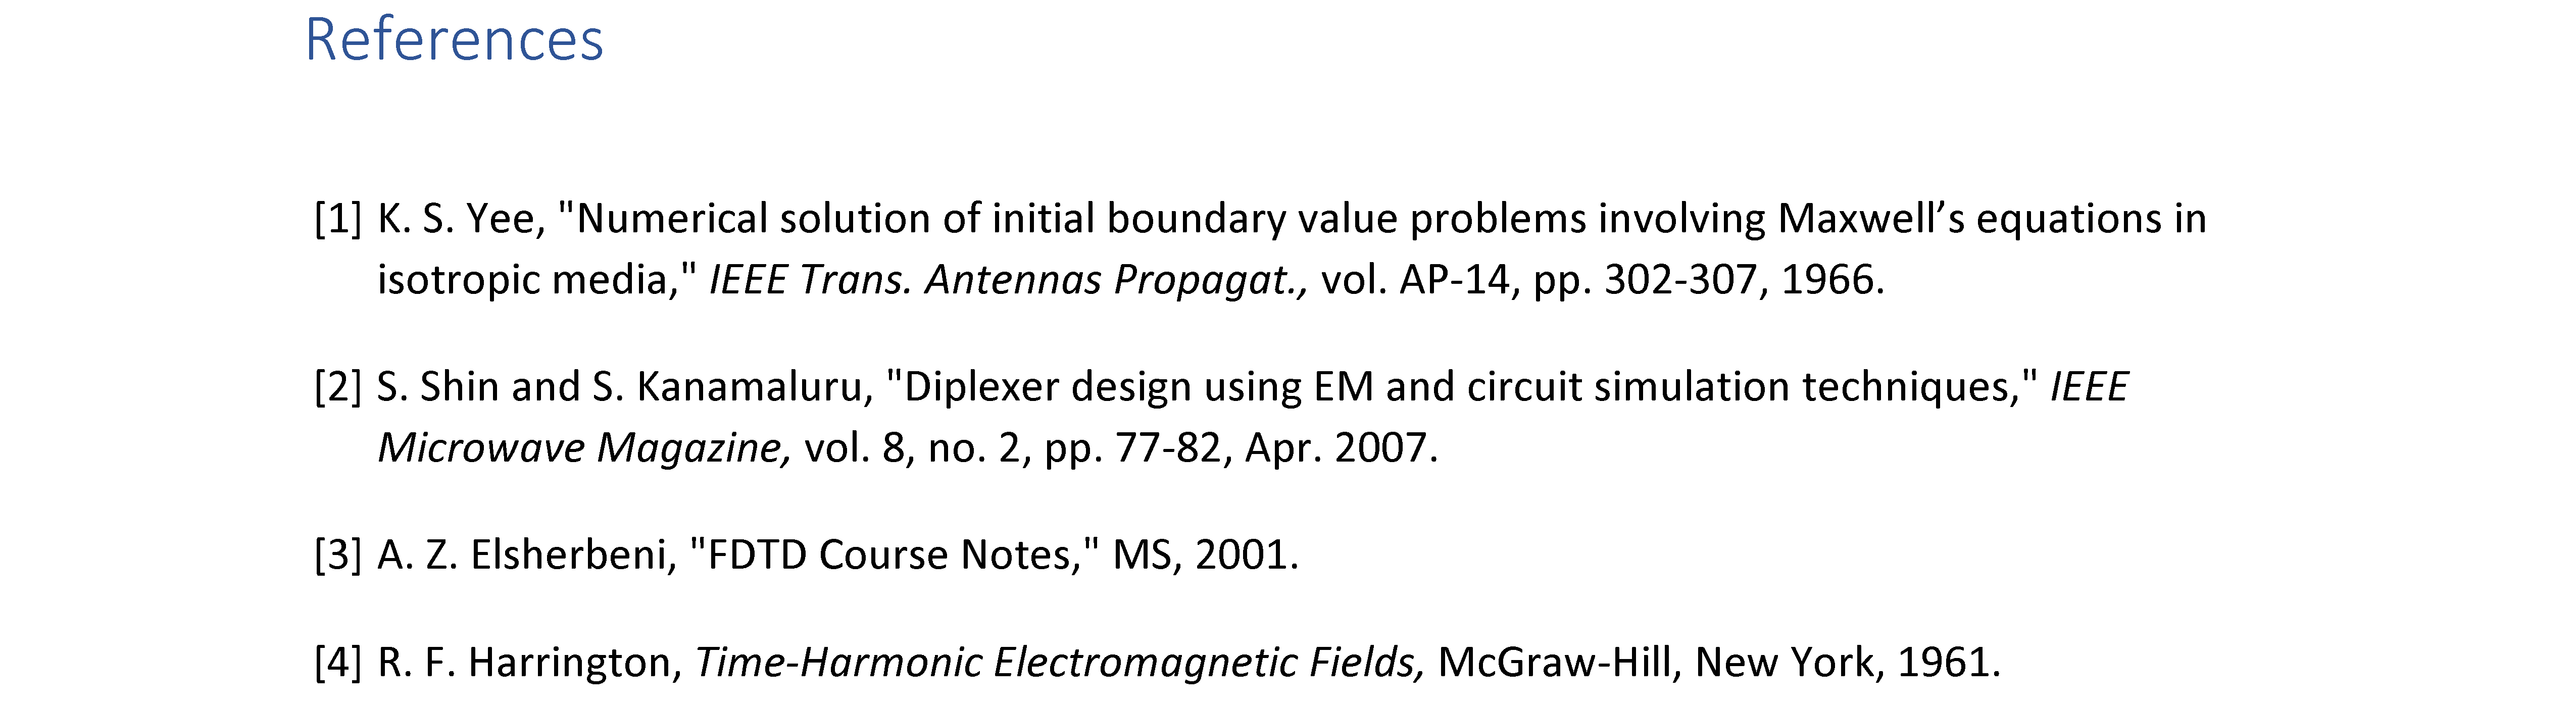 References
[1] K. S. Yee, "Numerical solution of initial boundary value problems involving Maxwell’s equations in
isotropic media," IEEE Trans. Antennas Propagat., vol. AP-14, pp. 302-307, 1966.
[2] S. Shin and S. Kanamaluru, "Diplexer design using EM and circuit simulation techniques," IEEE
Microwave Magazine, vol. 8, no. 2, pp. 77-82, Apr. 2007.
[3] A. Z. Elsherbeni, "FDTD Course Notes," MS, 2001.
[4] R. F. Harrington, Time-Harmonic Electromagnetic Fields, McGraw-Hill, New York, 1961.